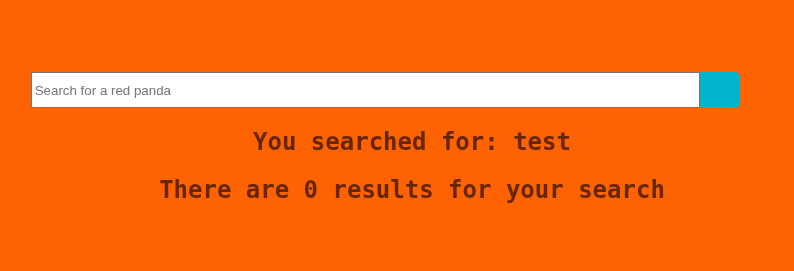 Search for a red panda
You searched for: test
There are 0 results for your search